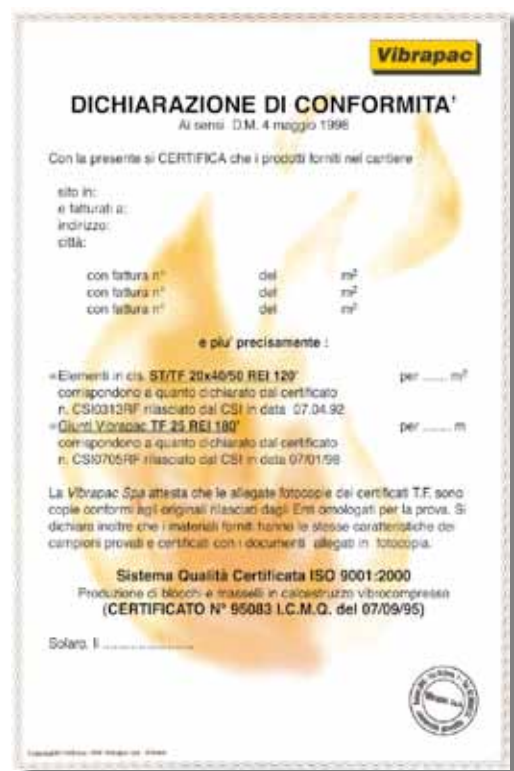 Vibrapac
DICHIARAZIONE DI CONFORMITA'
Ai sensi D.M. 4 maggio 1998
Con la presente si CERTIFICA che i prodotti forniti nel cantiere
sito in:
e fatturati a:
indirizzo:
città:
con fattura n° del m²
con fattura n° del m²
con fattura n° del m²
e piu' precisamente :
Elementi in cls. ST/TF 20x40/50 REI 120' per ....... m²
corrispondono a quanto dichiarato dal certificato
n. CSI0313RF rilasciato dal CSI in data 07.04.92
Giunti Vibrapac TF 25 REI 180' per ....... m
corrispondono a quanto dichiarato dal certificato
n. CSI0705RF rilasciato dal CSI in data 07/01/98
La Vibrapac Spa attesta che le allegate fotocopie dei certificati T.F. sono
copie conformi agli originali rilasciati dagli Enti omologati per la prova. Si
dichiara inoltre che i materiali forniti hanno le stesse caratteristiche dei
campioni provati e certificati con i documenti allegati in fotocopia.
Sistema Qualità Certificata ISO 9001:2000
Produzione di blocchi e masselli in calcestruzzo vibrocompresso
(CERTIFICATO N° 95083 I.C.M.Q. del 07/09/95)
Solaro, lì ........................